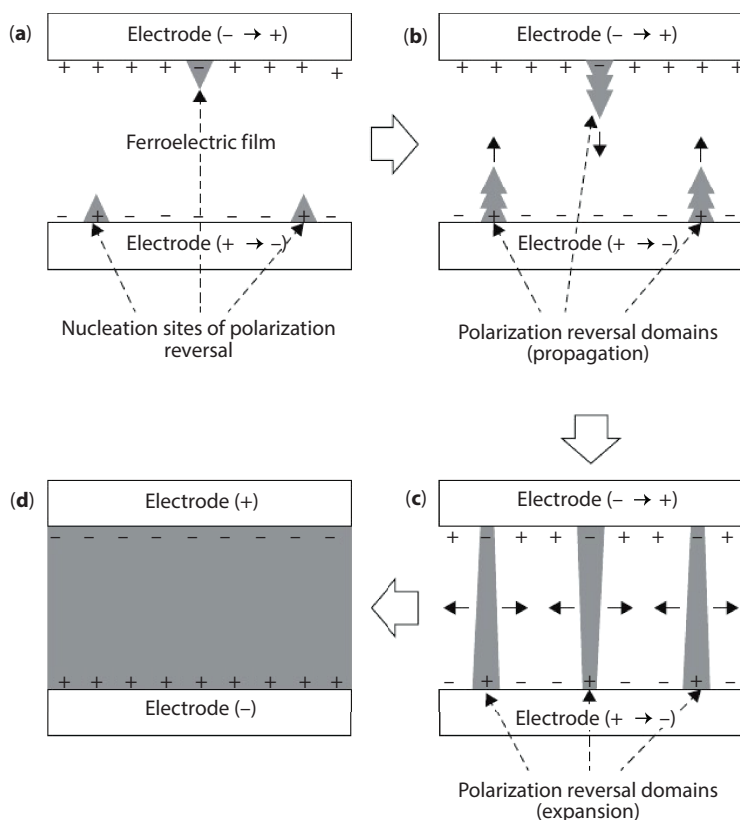 (a)
Electrode (– → +)
+ + + + – + + + +
Ferroelectric film
– + – – – – – + –
Electrode (+ → –)
Nucleation sites of polarization
reversal
(b)
Electrode (– → +)
+ + + + – + + + +
– + – – – – – + –
Electrode (+ → –)
Polarization reversal domains
(propagation)
(c)
Electrode (– → +)
+ – + + – + + – +
– + – – + – – + –
Electrode (+ → –)
Polarization reversal domains
(expansion)
(d)
Electrode (+)
– – – – – – – – –
+ + + + + + + + +
Electrode (–)